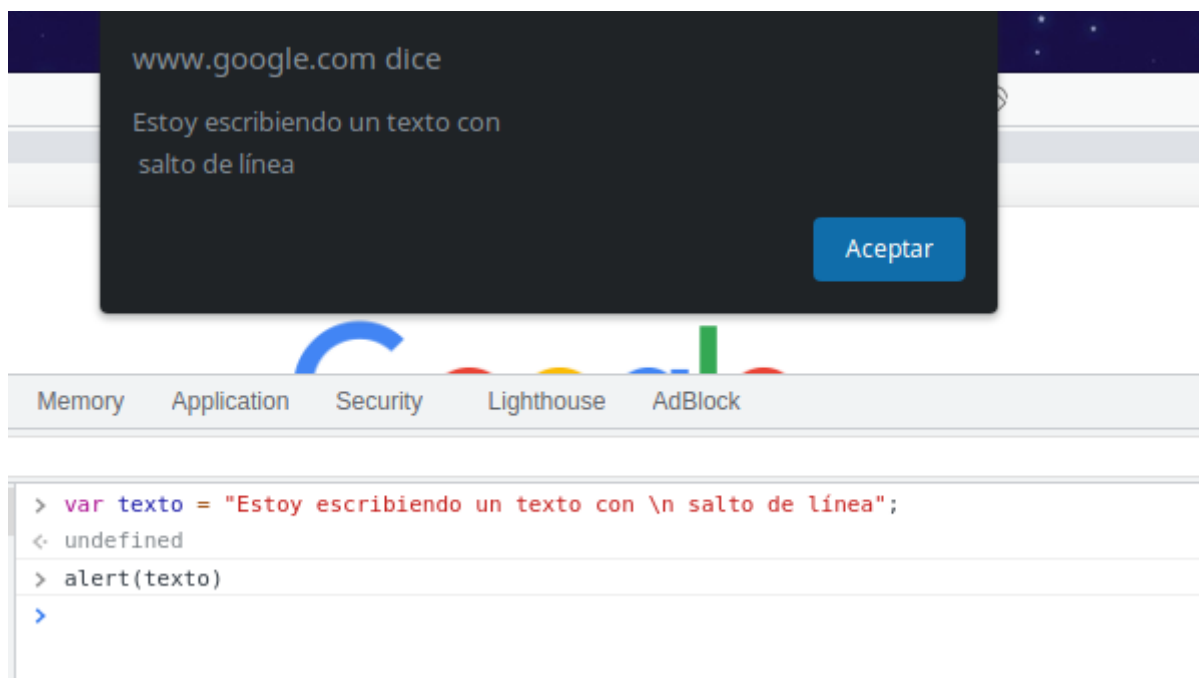 www.google.com dice
Estoy escribiendo un texto con
salto de línea
Aceptar
Memory Application Security Lighthouse AdBlock
> var texto = "Estoy escribiendo un texto con \n salto de línea";
<· undefined
> alert(texto)
>